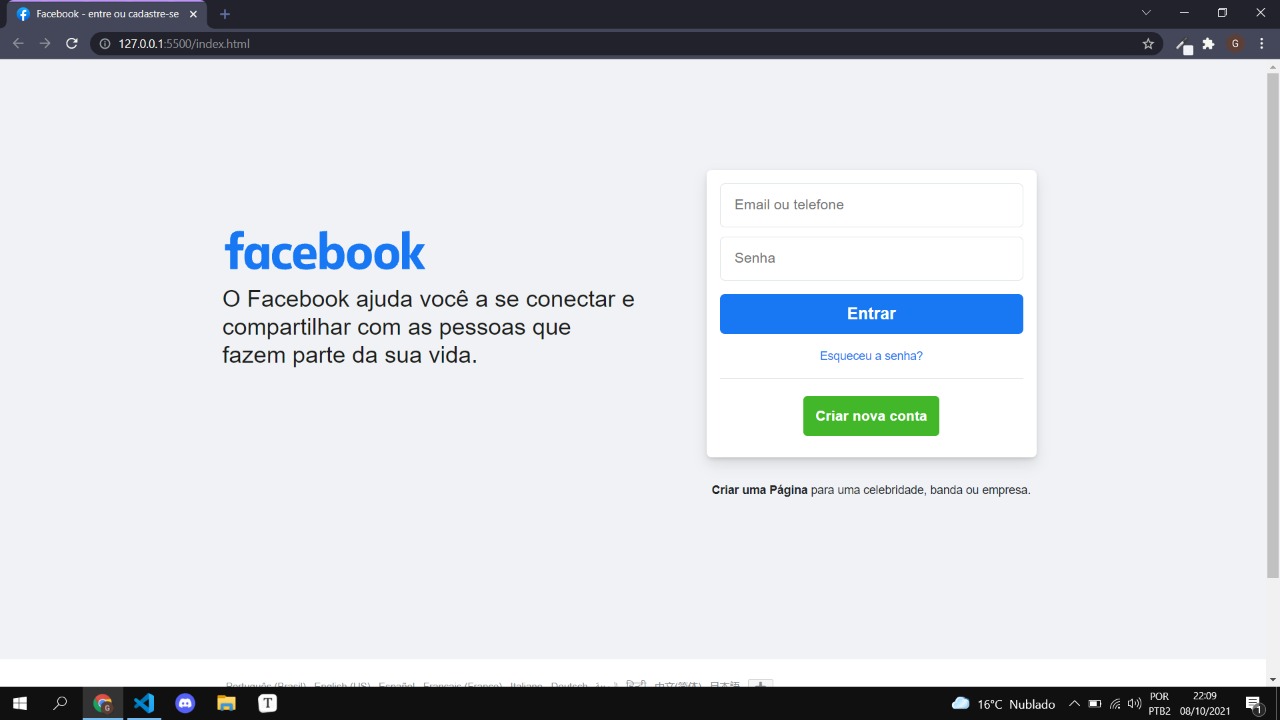 Facebook - entre ou cadastre-se
127.0.0.1:5500/index.html
G
facebook
O Facebook ajuda você a se conectar e
compartilhar com as pessoas que
fazem parte da sua vida.
Email ou telefone
Senha
Entrar
Esqueceu a senha?
Criar nova conta
Criar uma Página para uma celebridade, banda ou empresa.
Português (Brasil) English (US) Español Français (France) Italiano Deutsch 中文(简体) 日本語
T
16°C Nublado
POR
PTB2
22:09
08/10/2021
1